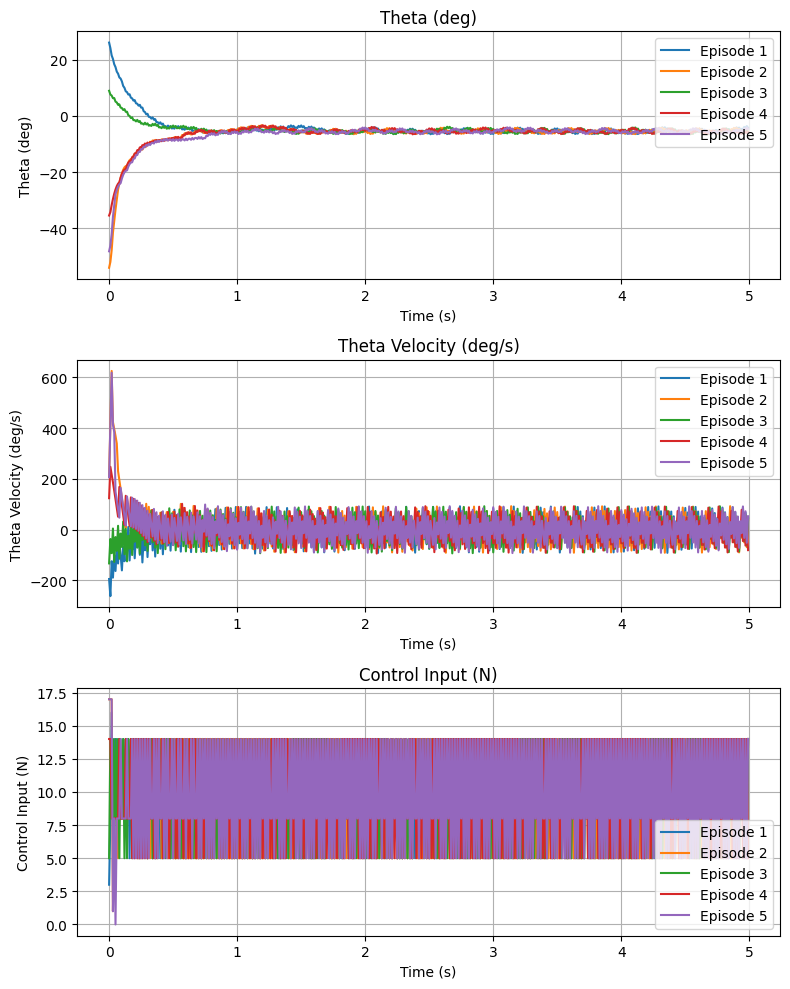 Theta (deg)
Theta (deg)
20
0
−20
−40
Episode 1
Episode 2
Episode 3
Episode 4
Episode 5
0 1 2 3 4 5
Time (s)
Theta Velocity (deg/s)
Theta Velocity (deg/s)
600
400
200
0
−200
Episode 1
Episode 2
Episode 3
Episode 4
Episode 5
0 1 2 3 4 5
Time (s)
Control Input (N)
Control Input (N)
17.5
15.0
12.5
10.0
7.5
5.0
2.5
0.0
Episode 1
Episode 2
Episode 3
Episode 4
Episode 5
0 1 2 3 4 5
Time (s)